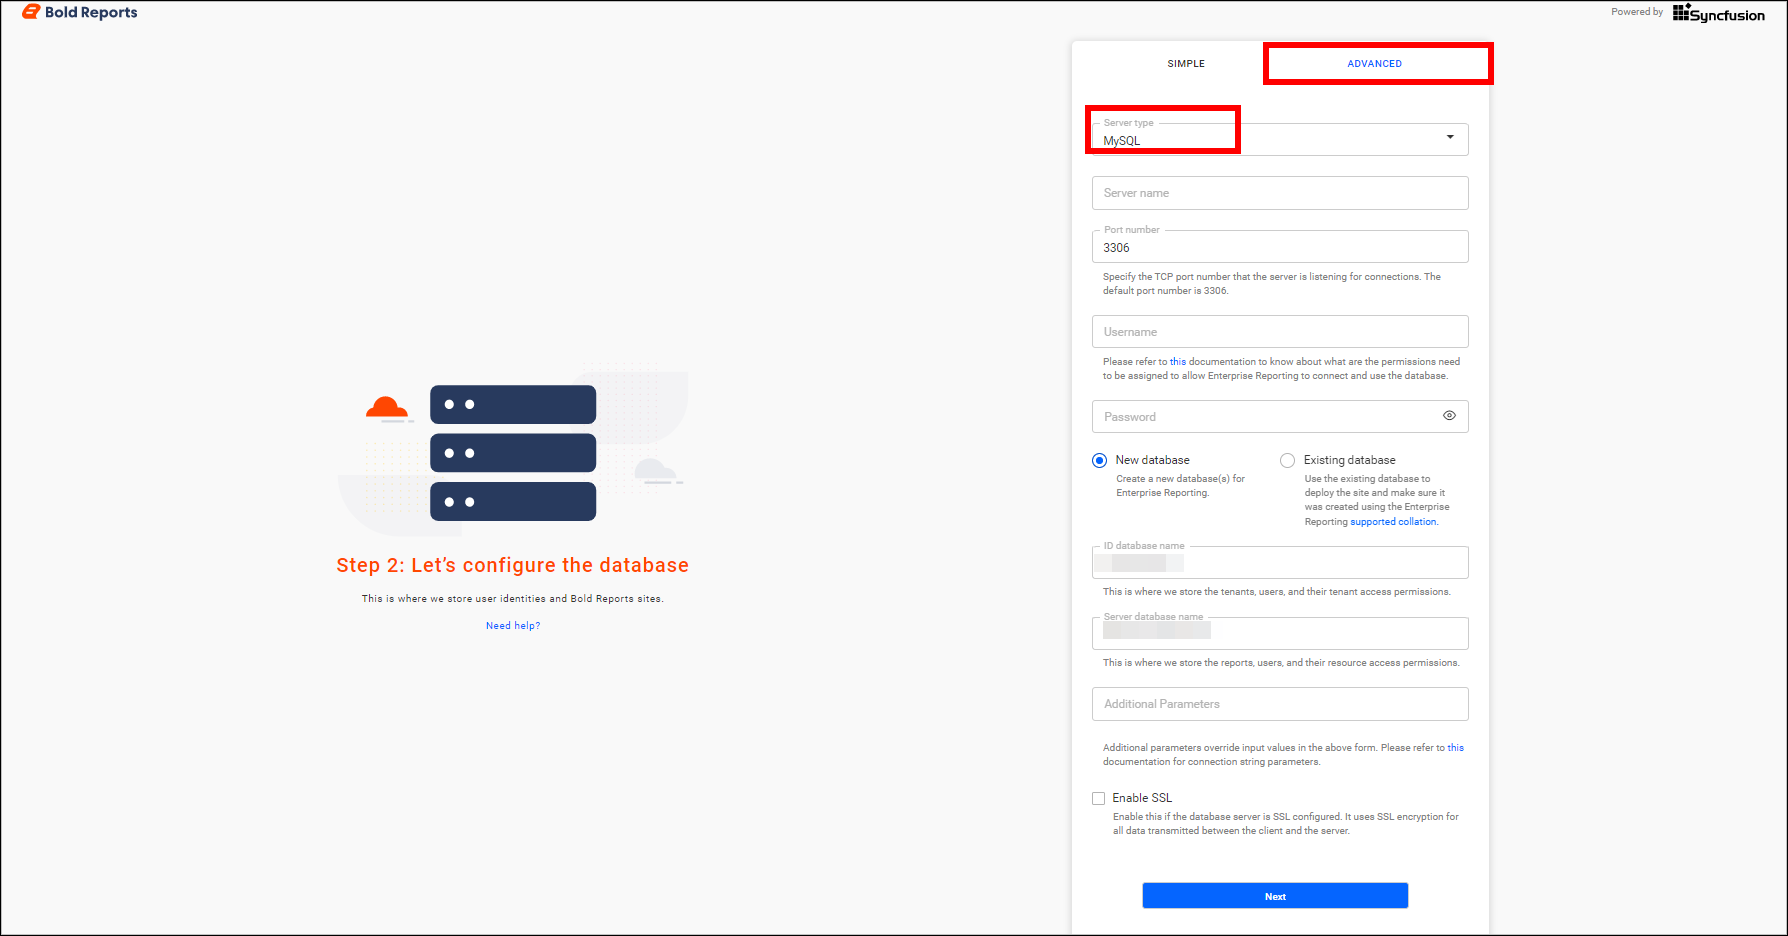 Bold Reports
Powered by Syncfusion
SIMPLE
ADVANCED
Server type
MySQL
Server name
Port number
3306
Specify the TCP port number that the server is listening for connections. The
default port number is 3306.
Username
Please refer to this documentation to know about what are the permissions need
to be assigned to allow Enterprise Reporting to connect and use the database.
Password
New database
Create a new database(s) for
Enterprise Reporting.
Existing database
Use the existing database to
deploy the site and make sure it
was created using the Enterprise
Reporting supported collation.
ID database name
This is where we store the tenants, users, and their tenant access permissions.
Server database name
This is where we store the reports, users, and their resource access permissions.
Additional Parameters
Additional parameters override input values in the above form. Please refer to this
documentation for connection string parameters.
Enable SSL
Enable this if the database server is SSL configured. It uses SSL encryption for
all data transmitted between the client and the server.
Next
Step 2: Let's configure the database
This is where we store user identities and Bold Reports sites.
Need help?